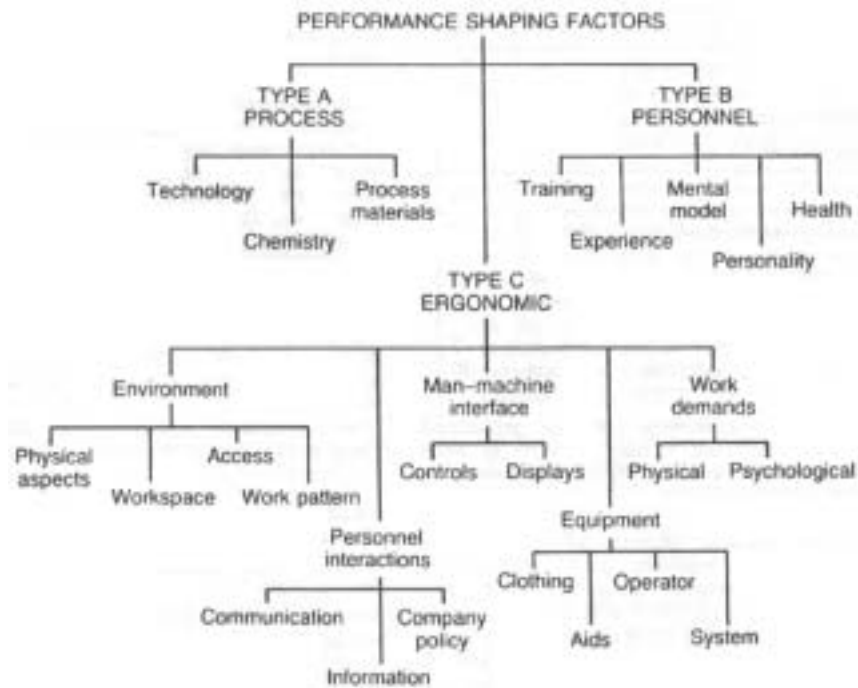 PERFORMANCE SHAPING FACTORS
TYPE A
PROCESS
TYPE B
PERSONNEL
Technology
Process
materials
Chemistry
Training
Mental
model
Health
Experience
Personality
TYPE C
ERGONOMIC
Environment
Man–machine
interface
Work
demands
Physical
aspects
Access
Workspace
Work pattern
Controls
Displays
Physical
Psychological
Personnel
interactions
Equipment
Communication
Company
policy
Information
Clothing
Operator
Aids
System